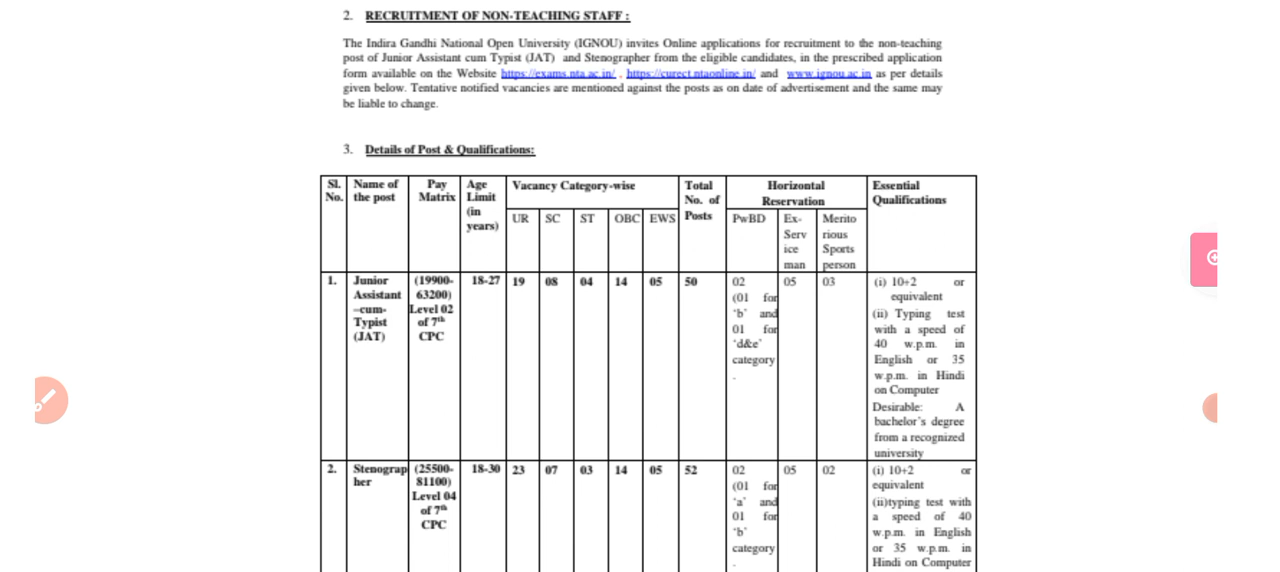 2. RECRUITMENT OF NON-TEACHING STAFF :
The Indira Gandhi National Open University (IGNOU) invites Online applications for recruitment to the non-teaching
post of Junior Assistant cum Typist (JAT) and Stenographer from the eligible candidates, in the prescribed application
form available on the Website https://exams.nta.ac.in/ , https://curect.ntaonline.in/ and www.ignou.ac.in as per details
given below. Tentative notified vacancies are mentioned against the posts as on date of advertisement and the same may
be liable to change.
3. Details of Post & Qualifications:
Sl. No.
Name of the post
Pay Matrix
Age Limit (in years)
Vacancy Category-wise
UR SC ST OBC EWS
Total No. of Posts
Horizontal Reservation
PwBD
Ex-
Serv
ice
man
Merito
rious
Sports
person
Essential
Qualifications
1.
Junior
Assistant
–cum-
Typist
(JAT)
(19900-
63200)
Level 02
of 7th
CPC
18-27
19 08 04 14 05
50
02
(01 for
'b' and
01 for
'd&e'
category
.
05
03
(i) 10+2 or
equivalent
(ii) Typing test
with a speed of
40 w.p.m. in
English or 35
w.p.m. in Hindi
on Computer
Desirable: A
bachelor's degree
from a recognized
university
2.
Stenograp
her
(25500-
81100)
Level 04
of 7th
CPC
18-30
23 07 03 14 05
52
02
(01 for
'a' and
01 for
'b'
category
.
05
02
(i) 10+2 or
equivalent
(ii)typing test with
a speed of 40
w.p.m. in English
or 35 w.p.m. in
Hindi on Computer